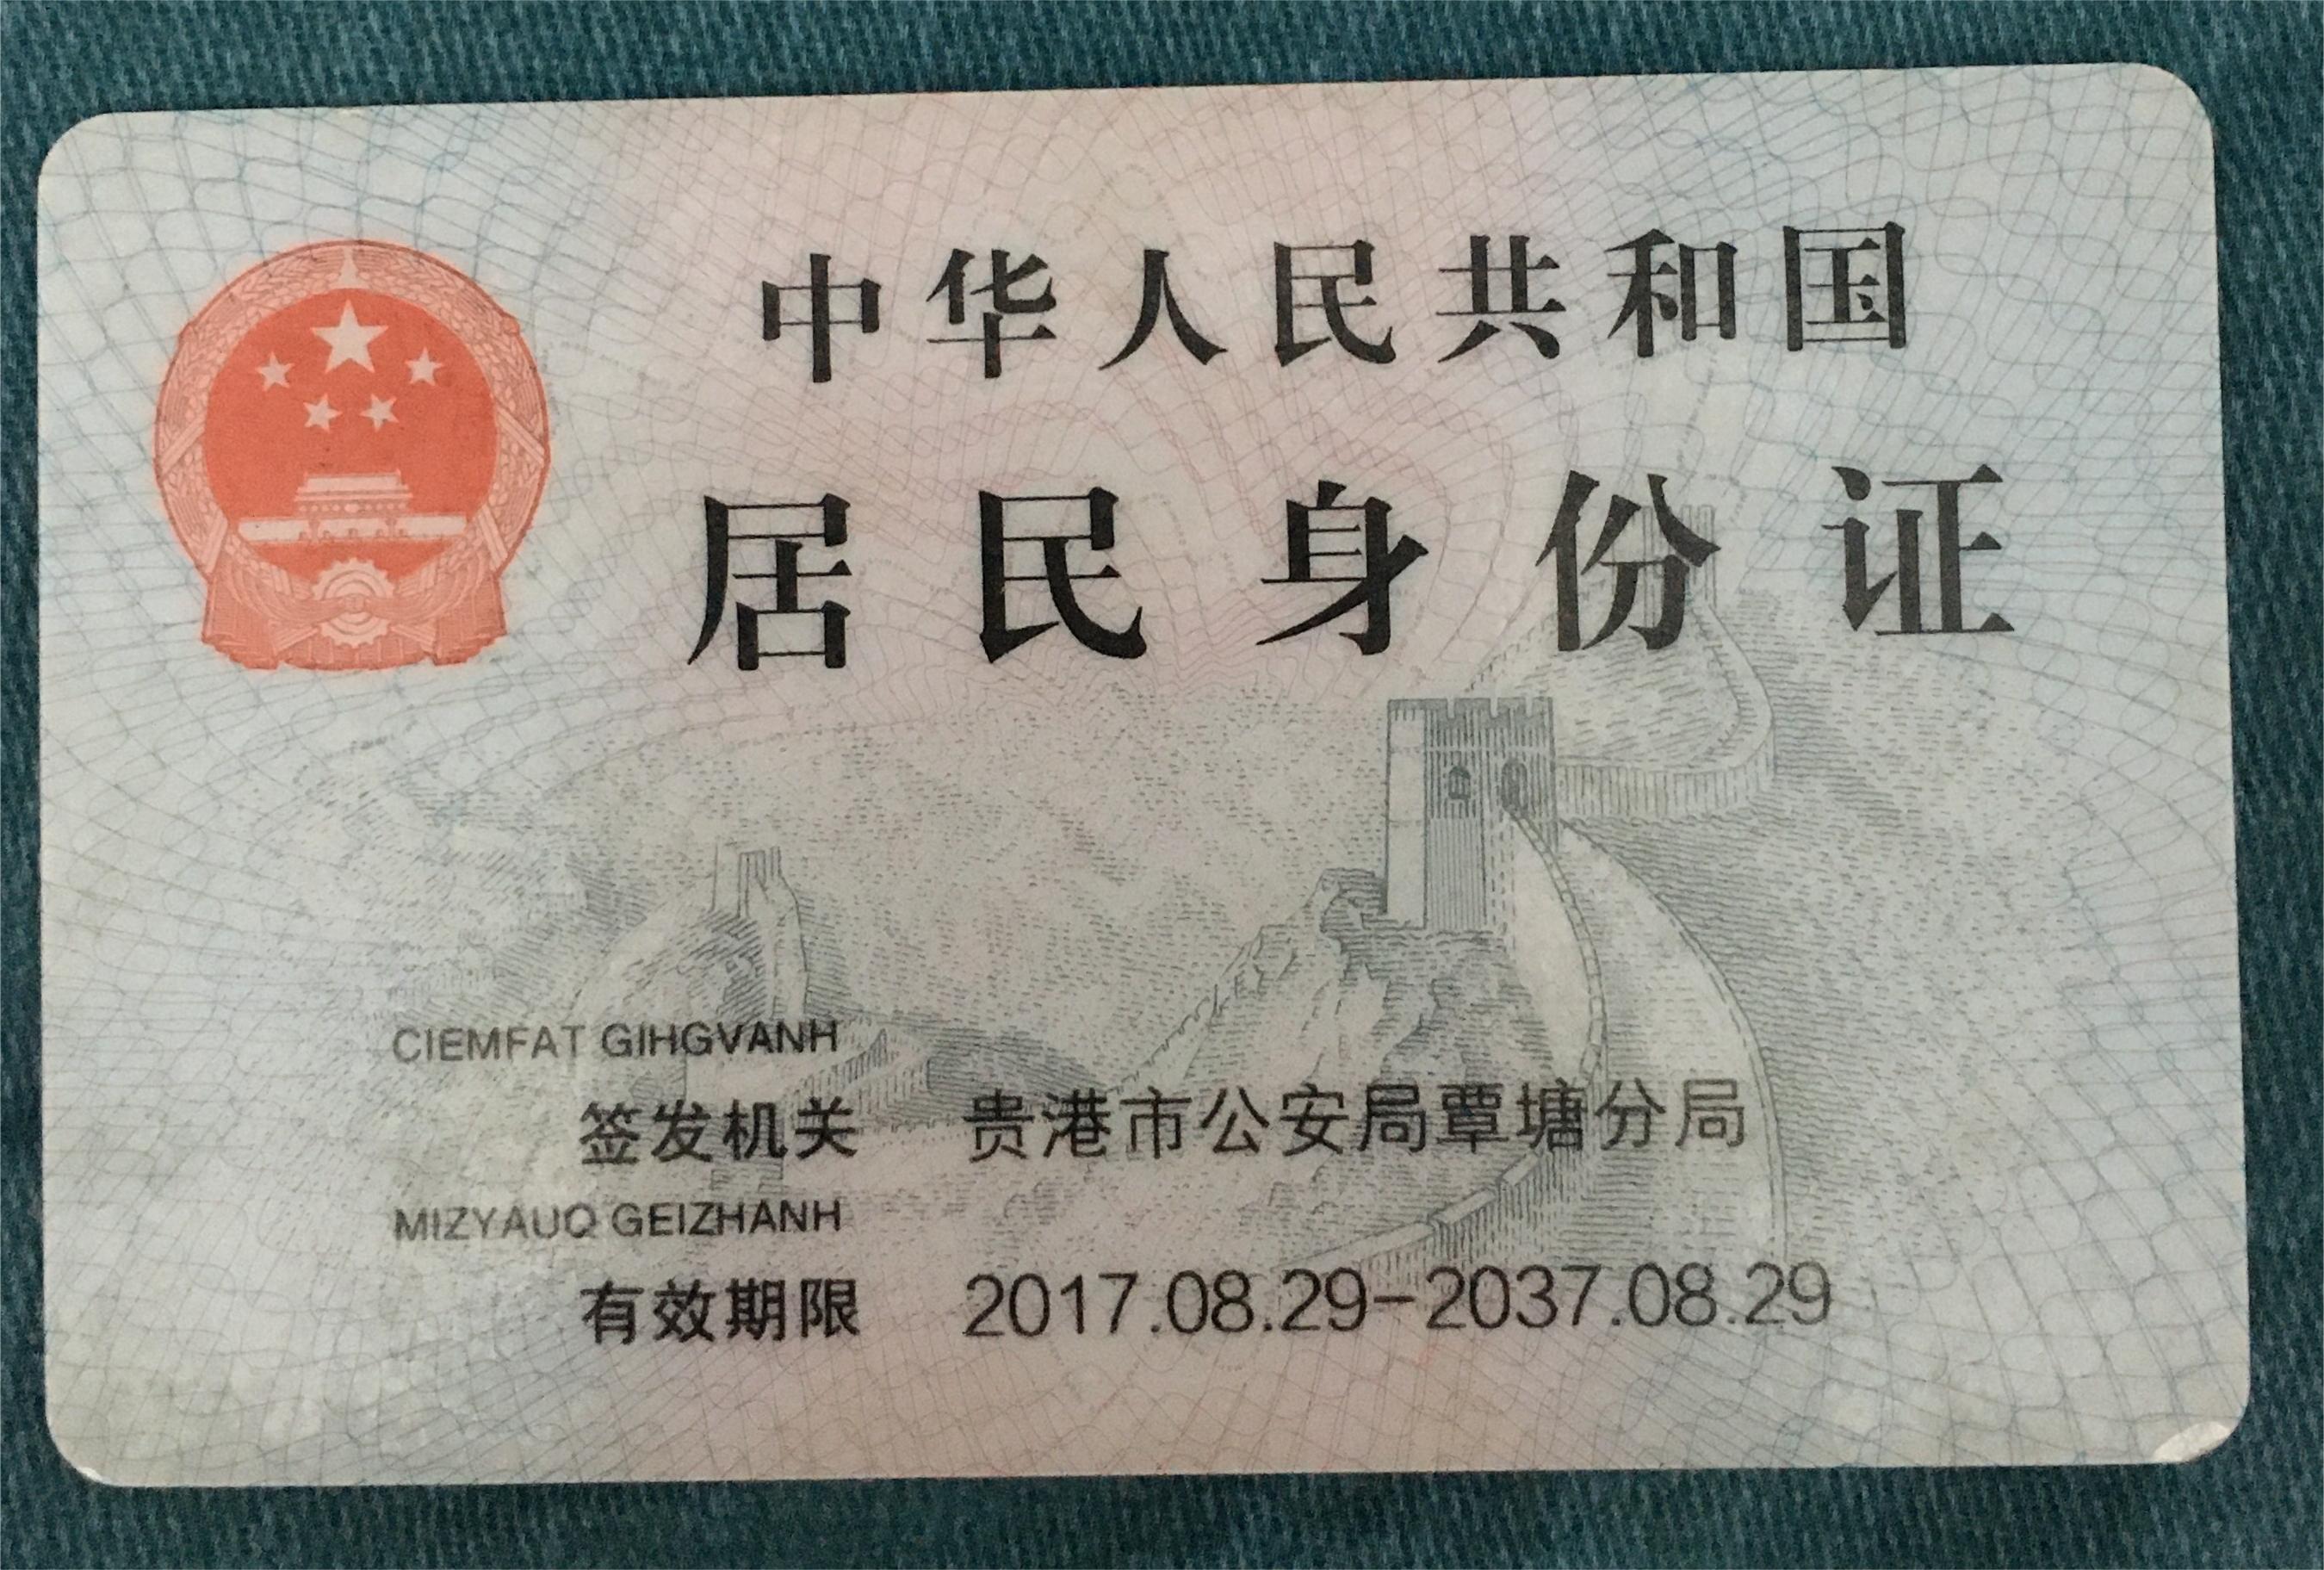 中华人民共和国
居民身份证
CIEMFAT GIHGVANH
签发机关 贵港市公安局覃塘分局
MIZYAUQ GEIZHANH
有效期限 2017.08.29-2037.08.29